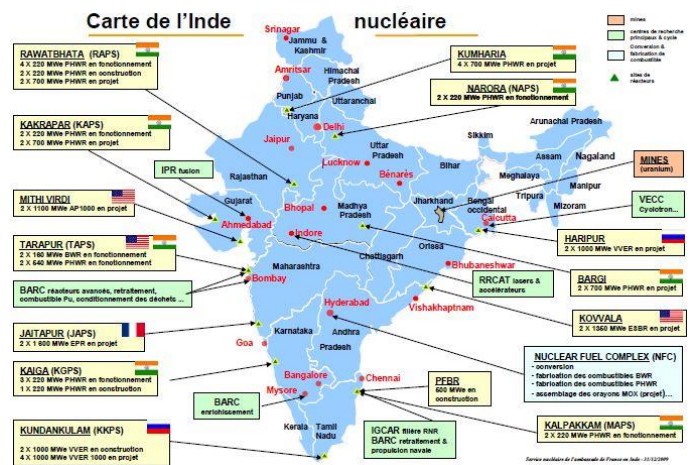 Carte de l'Inde nucléaire
mines
centres de recherche
principaux & cycle
Conversion &
fabrication de
combustible
sites de
réacteurs
RAWATBHATA (RAPS)
4 X 220 MWe PHWR en fonctionnement
2 X 220 MWe PHWR en construction
2 X 700 MWe PHWR en projet
KAKRAPAR (KAPS)
2 X 220 MWe PHWR en fonctionnement
2 X 700 MWe PHWR en projet
IPR fusion
MITHI VIRDI
2 X 1100 MWe AP1000 en projet
TARAPUR (TAPS)
2 X 160 MWe BWR en fonctionnement
2 X 540 MWe PHWR en fonctionnement
BARC réacteurs avancés, retraitement,
combustible Pu, conditionnement des déchets ...
JAITAPUR (JAPS)
2 X 1 600 MWe EPR en projet
KAIGA (KGPS)
3 X 220 MWe PHWR en fonctionnement
1 X 220 MWe PHWR en construction
BARC
enrichissement
KUNDANKULAM (KKPS)
2 X 1000 MWe VVER en construction
4 X 1000 MWe VVER 1000 en projet
KUMHARIA
4 X 700 MWe PHWR en projet
NARORA (NAPS)
2 X 220 MWe PHWR en fonctionnement
MINES
(uranium)
VECC
Cyclotron...
HARIPUR
2 X 1000 MWe VVER en projet
BARGI
2 X 700 MWe PHWR en projet
RRCAT lasers &
accélérateurs
KOVVALA
2 X 1350 MWe ESBR en projet
NUCLEAR FUEL COMPLEX (NFC)
- conversion
- fabrication des combustibles BWR
- fabrication des combustibles PHWR
- assemblage des crayons MOX (projet)...
PFBR
500 MWe en
construction
IGCAR filière RNR
BARC retraitement &
propulsion navale
KALPAKKAM (MAPS)
2 X 220 MWe PHWR en fonctionnement
Srinagar
Jammu &
Kashmir
Amritsar
Himachal
Pradesh
Punjab
Uttaranchal
Haryana
Delhi
Jaipur
Uttar
Pradesh
Lucknow
Rajasthan
Bénarès
Bihar
Sikkim
Arunachal Pradesh
Assam
Nagaland
Meghalaya
Manipur
Tripura
Mizoram
Gujarat
Ahmedabad
Bhopal
Madhya
Pradesh
Jharkhand
Bengal
occidental
Calcutta
Indore
Chattisgarh
Orissa
Maharashtra
Bhubaneshwar
Bombay
Hyderabad
Vishakhaptnam
Goa
Karnataka
Andhra
Pradesh
Bangalore
Chennai
Mysore
Kerala
Tamil
Nadu
Service nucléaire de l'ambassade de France en Inde - 31/12/2009